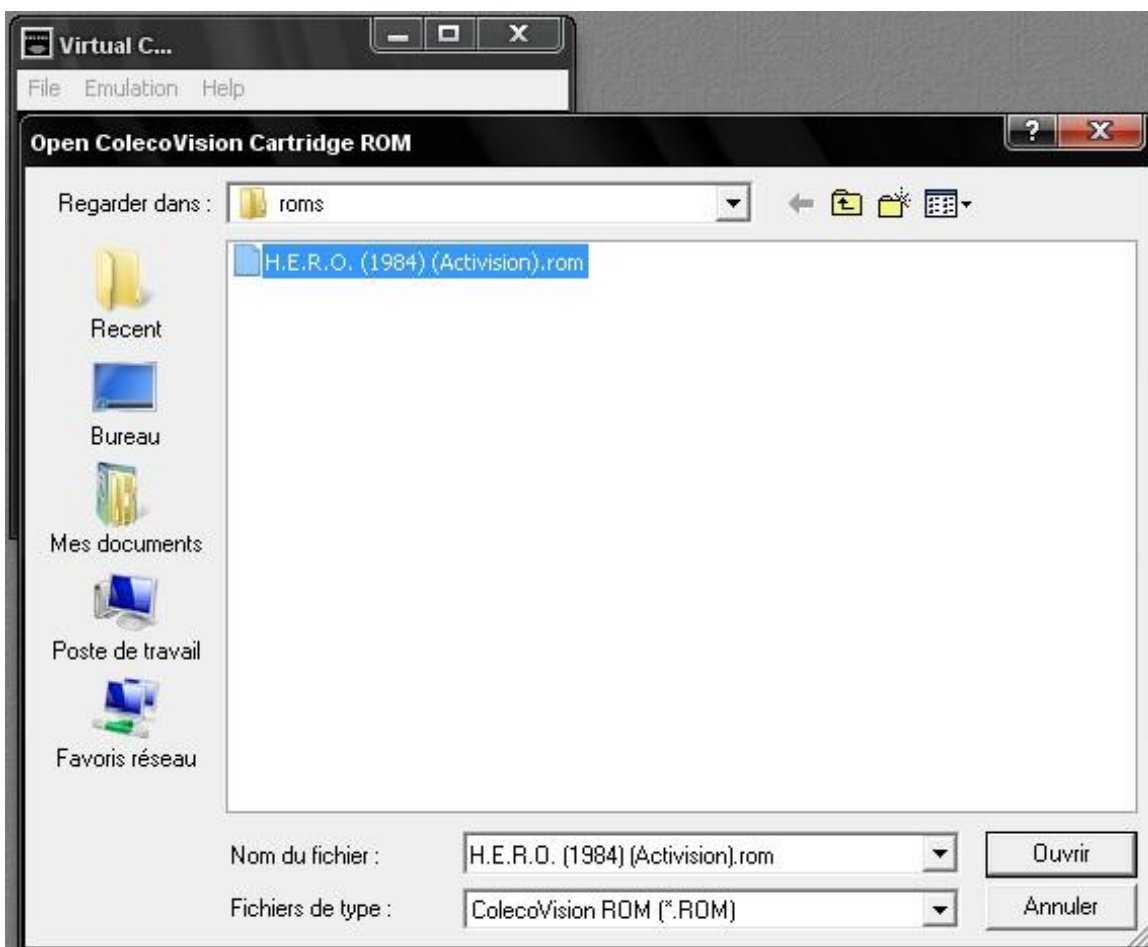 Virtual C...
File Emulation Help
Open ColecoVision Cartridge ROM
Regarder dans : roms
H.E.R.O. (1984) (Activision).rom
Recent
Bureau
Mes documents
Poste de travail
Favoris réseau
Nom du fichier : H.E.R.O. (1984) (Activision).rom Ouvrir
Fichiers de type : ColecoVision ROM (*.ROM) Annuler